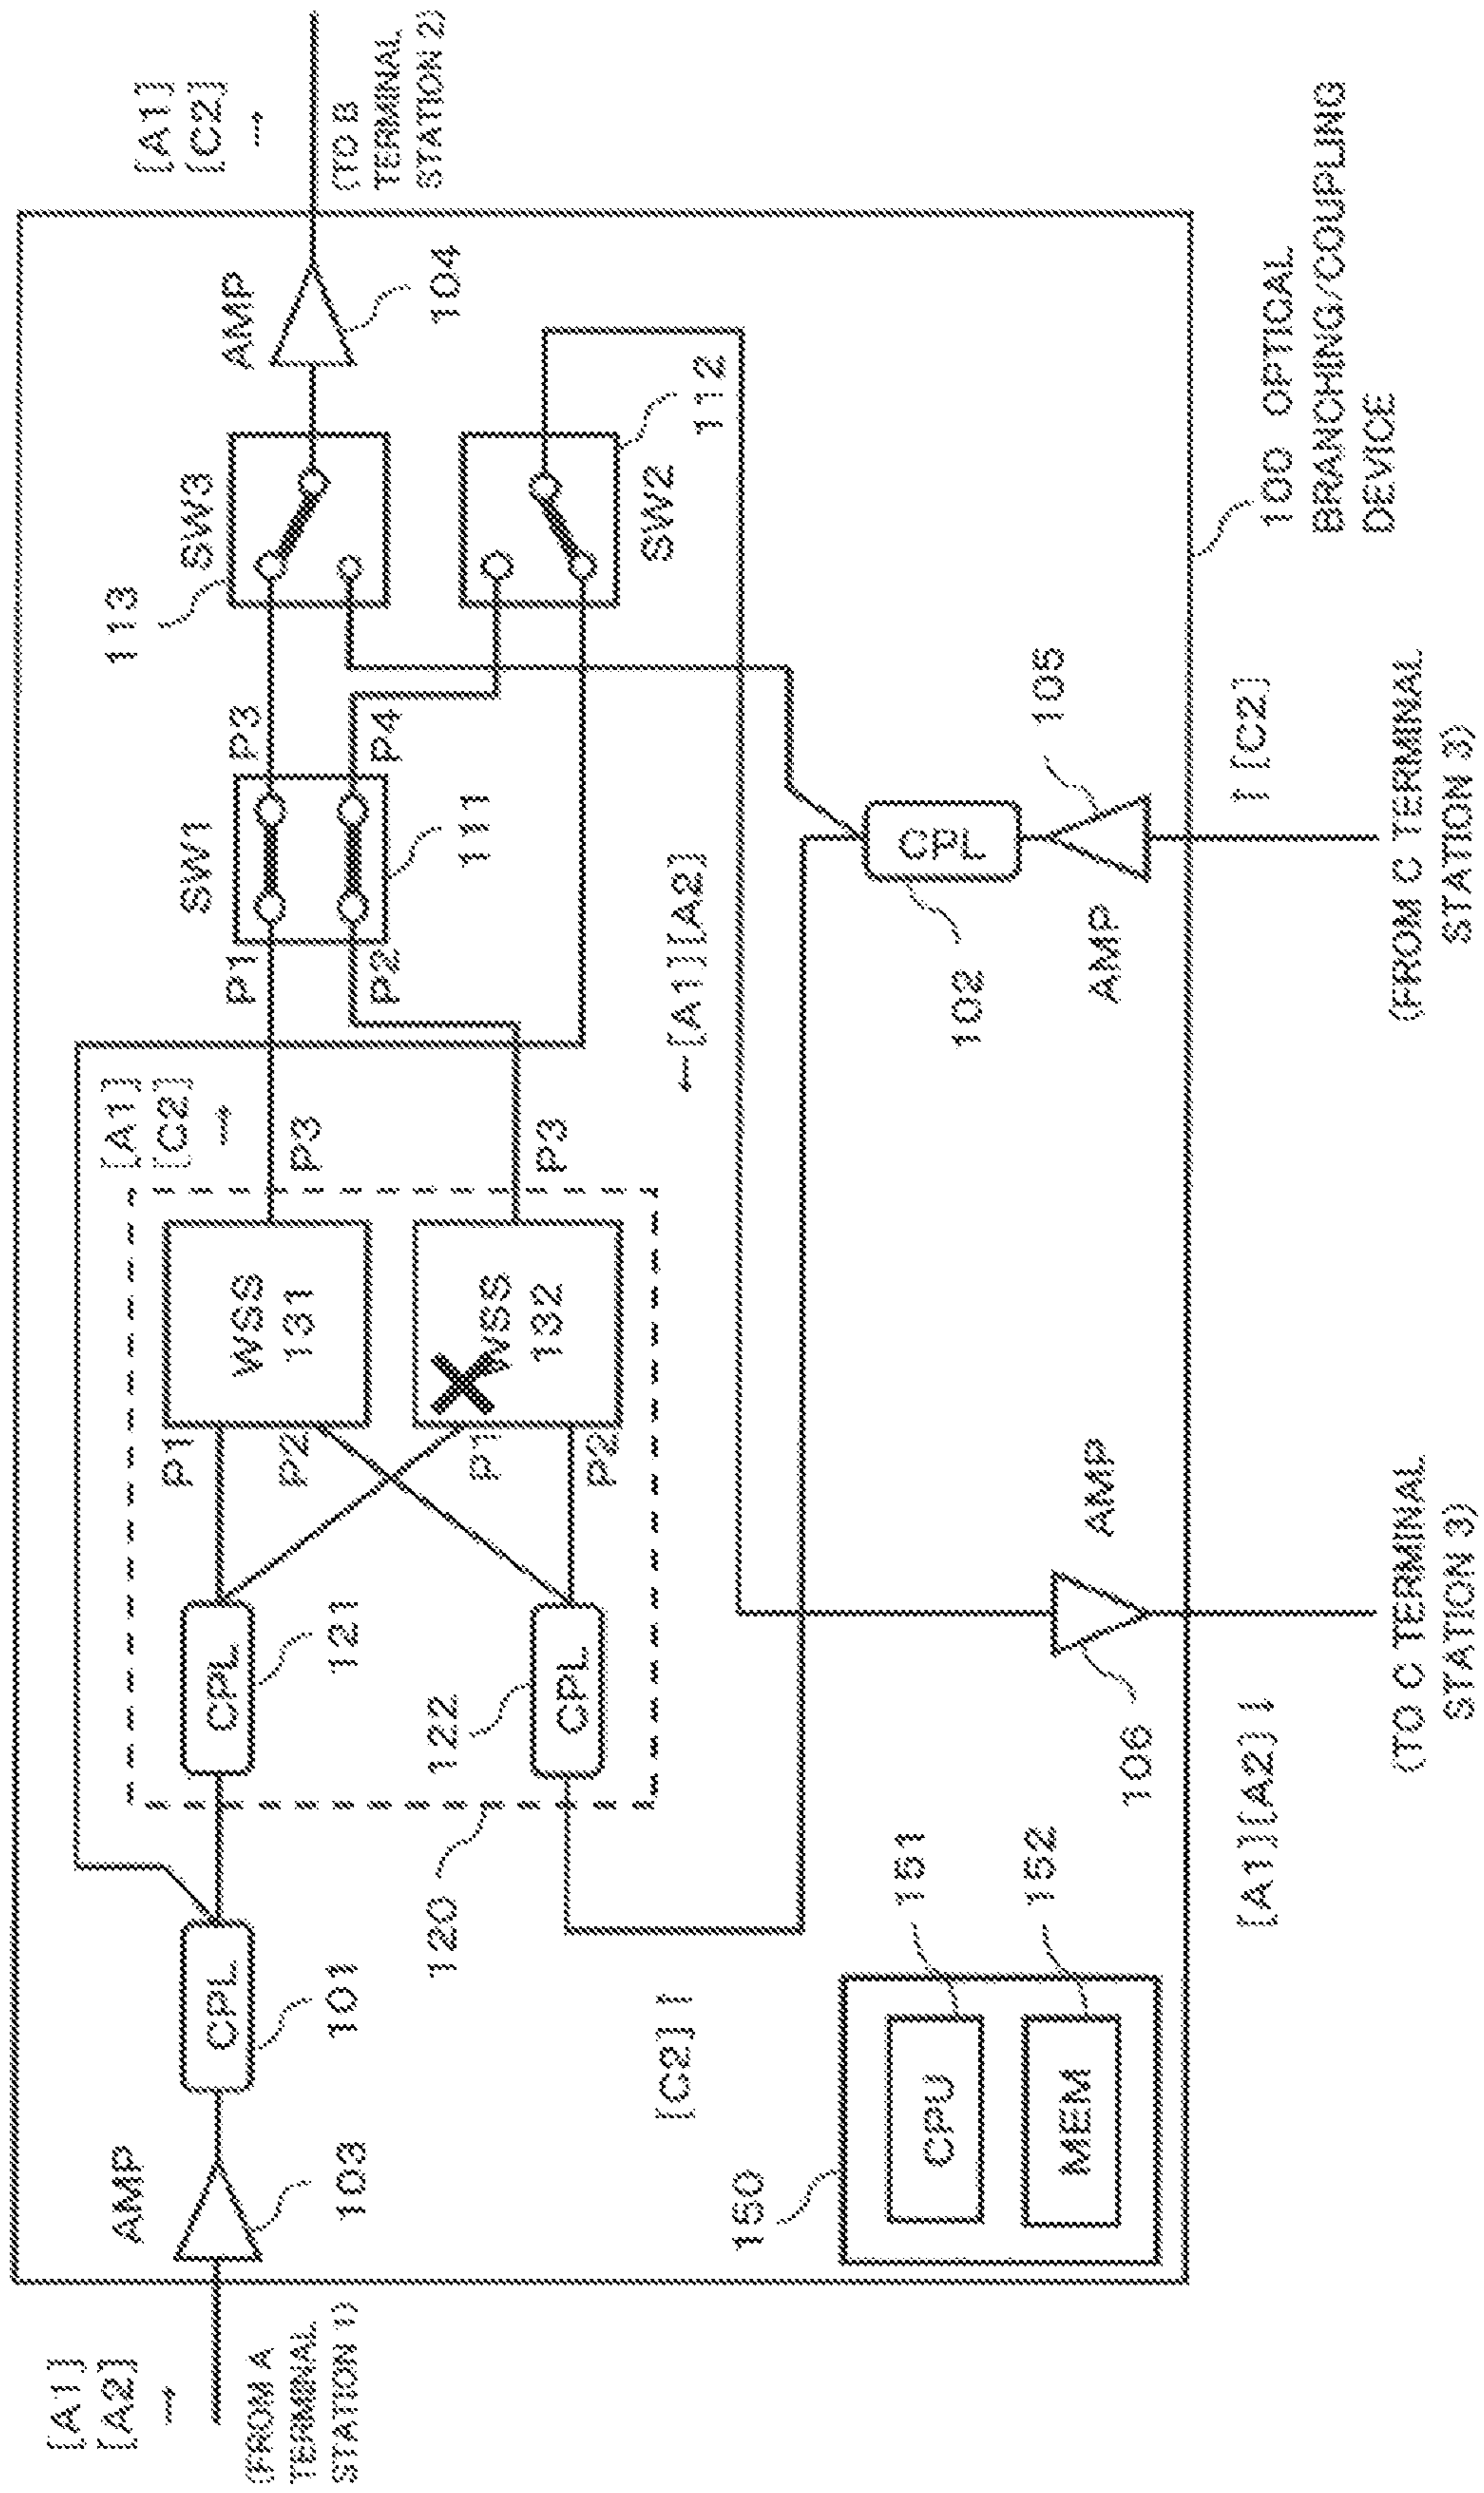 [A1]
[A2]
→
(FROM A
TERMINAL
STATION 1)
AMP
103
CPL
101
120
CPL
121
122
CPL
P1
P2
P1
P2
WSS
131
WSS
132
[A1]
[C2]
→
P3
P3
P1
P2
SW1
P3
P4
111
113
SW3
SW2
112
AMP
104
[A1]
[C2]
→
(TO B
TERMINAL
STATION 2)
←[A1][A2]
[C2]↑
150
CPU
151
MEM
152
106
AMP
[A1][A2]↓
(TO C TERMINAL
STATION 3)
102
CPL
105
AMP
↑[C2]
(FROM C TERMINAL
STATION 3)
100 OPTICAL
BRANCHING/COUPLING
DEVICE